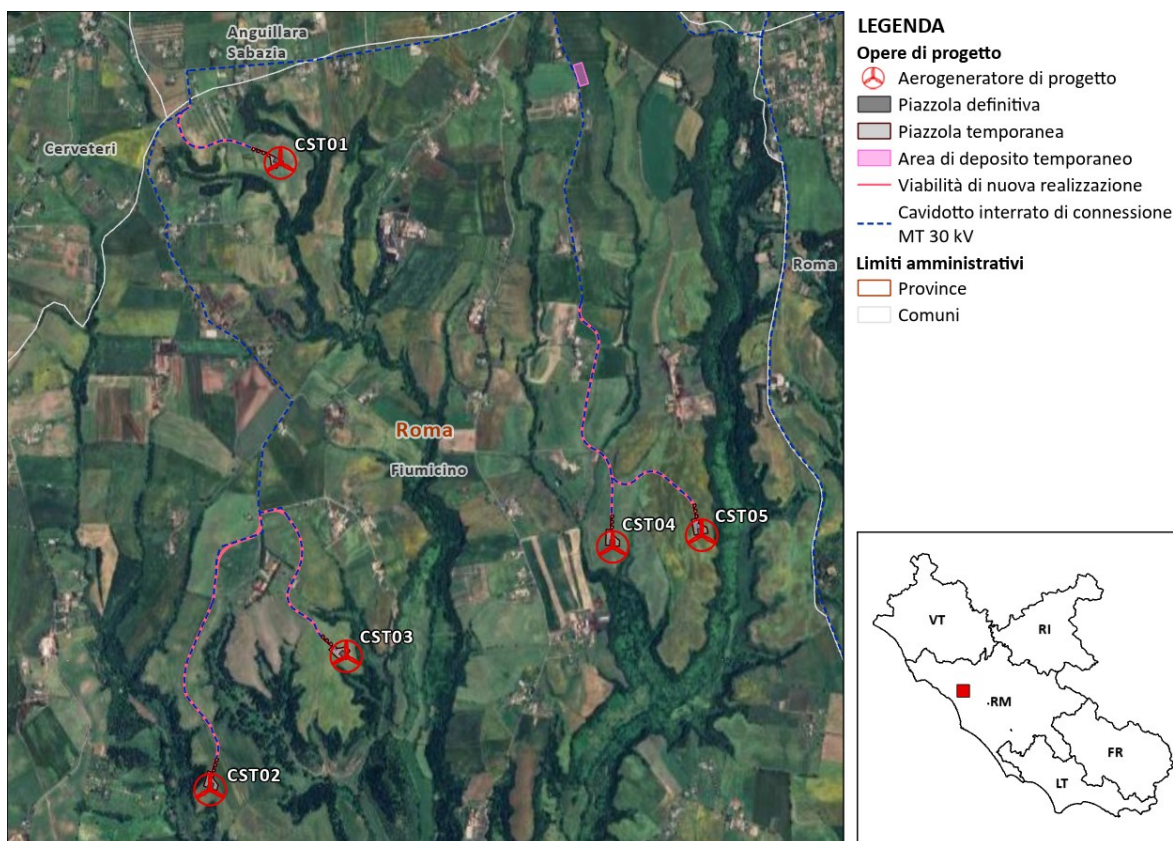 Anguillara
Sabazia
Cerveteri
CST01
Roma
Roma
Fiumicino
CST04
CST05
CST03
CST02
LEGENDA
Opere di progetto
Aerogeneratore di progetto
Piazzola definitiva
Piazzola temporanea
Area di deposito temporaneo
Viabilità di nuova realizzazione
Cavidotto interrato di connessione
MT 30 kV
Limiti amministrativi
Province
Comuni
VT
RI
RM
FR
LT